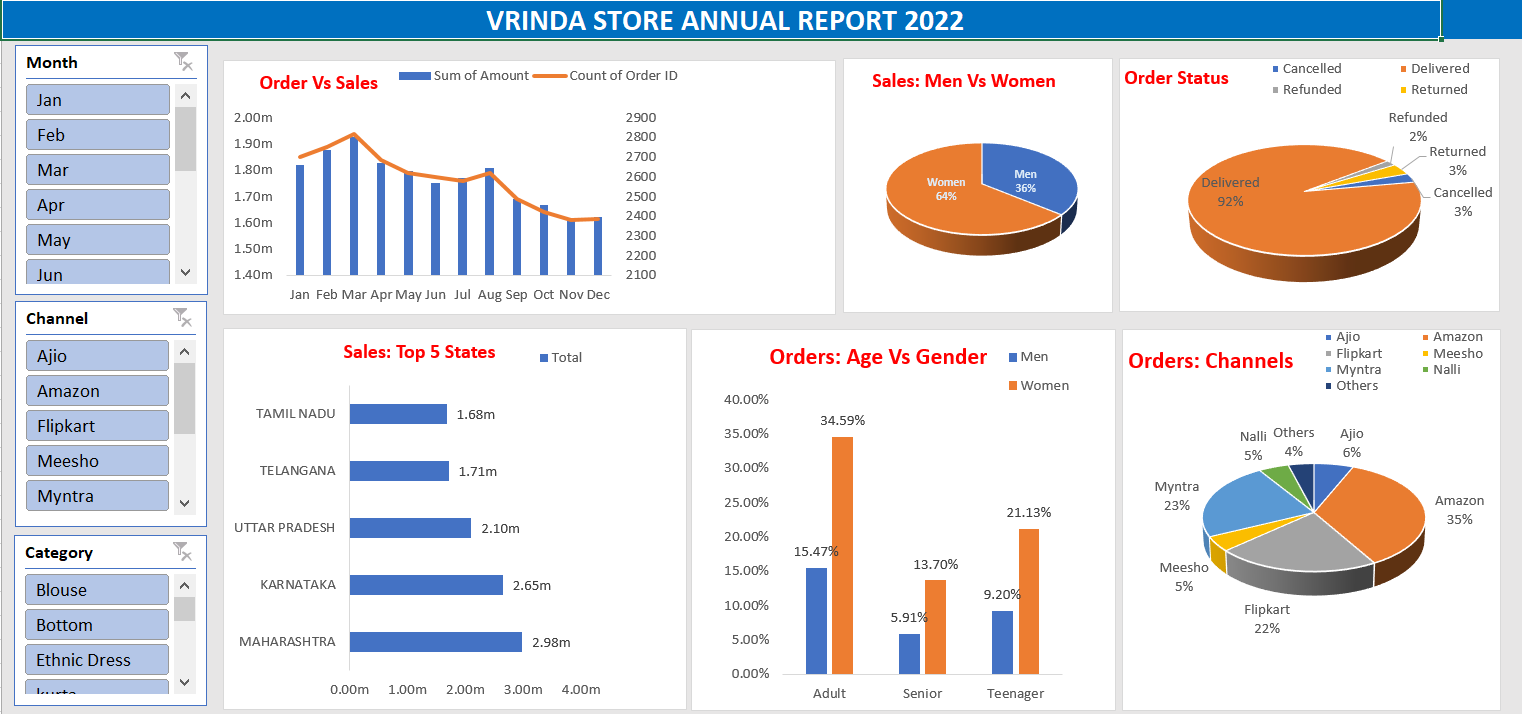 VRINDA STORE ANNUAL REPORT 2022
Month
Jan
Feb
Mar
Apr
May
Jun
Channel
Ajio
Amazon
Flipkart
Meesho
Myntra
Category
Blouse
Bottom
Ethnic Dress
kurta
Order Vs Sales
Sum of Amount Count of Order ID
2.00m 2900
1.90m 2800
1.80m 2700
1.70m 2600
1.60m 2500
1.50m 2400
1.40m 2300
2200
2100
Jan Feb Mar Apr May Jun Jul Aug Sep Oct Nov Dec
Sales: Men Vs Women
Men
36%
Women
64%
Order Status
Cancelled Delivered
Refunded Returned
Refunded
2%
Returned
3%
Cancelled
3%
Delivered
92%
Sales: Top 5 States
Total
TAMIL NADU 1.68m
TELANGANA 1.71m
UTTAR PRADESH 2.10m
KARNATAKA 2.65m
MAHARASHTRA 2.98m
0.00m 1.00m 2.00m 3.00m 4.00m
Orders: Age Vs Gender
Men
Women
40.00%
35.00%
30.00%
25.00%
20.00%
15.00%
10.00%
5.00%
0.00%
15.47% 34.59%
5.91% 13.70%
9.20% 21.13%
Adult Senior Teenager
Orders: Channels
Ajio Amazon
Flipkart Meesho
Myntra Nalli
Others
Nalli
5%
Others
4%
Ajio
6%
Myntra
23%
Amazon
35%
Meesho
5%
Flipkart
22%